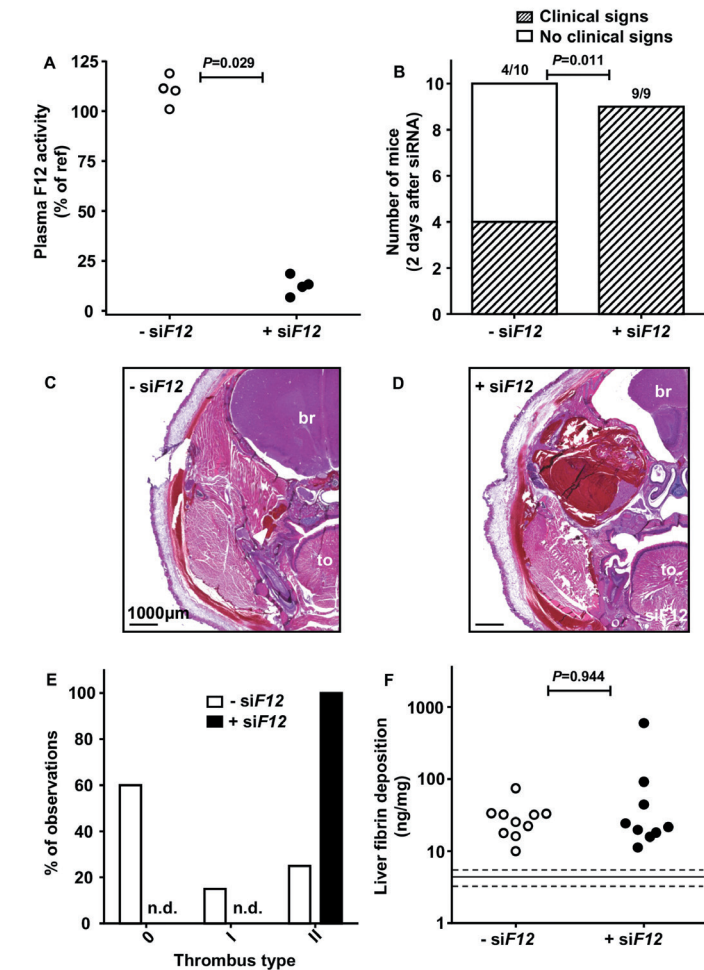 Clinical signs
No clinical signs
A
Plasma F12 activity
(% of ref)
125
100
75
50
25
0
P=0.029
- siF12
+ siF12
B
Number of mice
(2 days after siRNA)
10
8
6
4
2
0
4/10
P=0.011
9/9
- siF12
+ siF12
C
- siF12
br
to
1000µm
D
+ siF12
br
to
- siF12
E
% of observations
100
80
60
40
20
0
- siF12
+ siF12
n.d.
n.d.
0
I
II
Thrombus type
F
Liver fibrin deposition
(ng/mg)
1000
100
10
1
P=0.944
- siF12
+ siF12